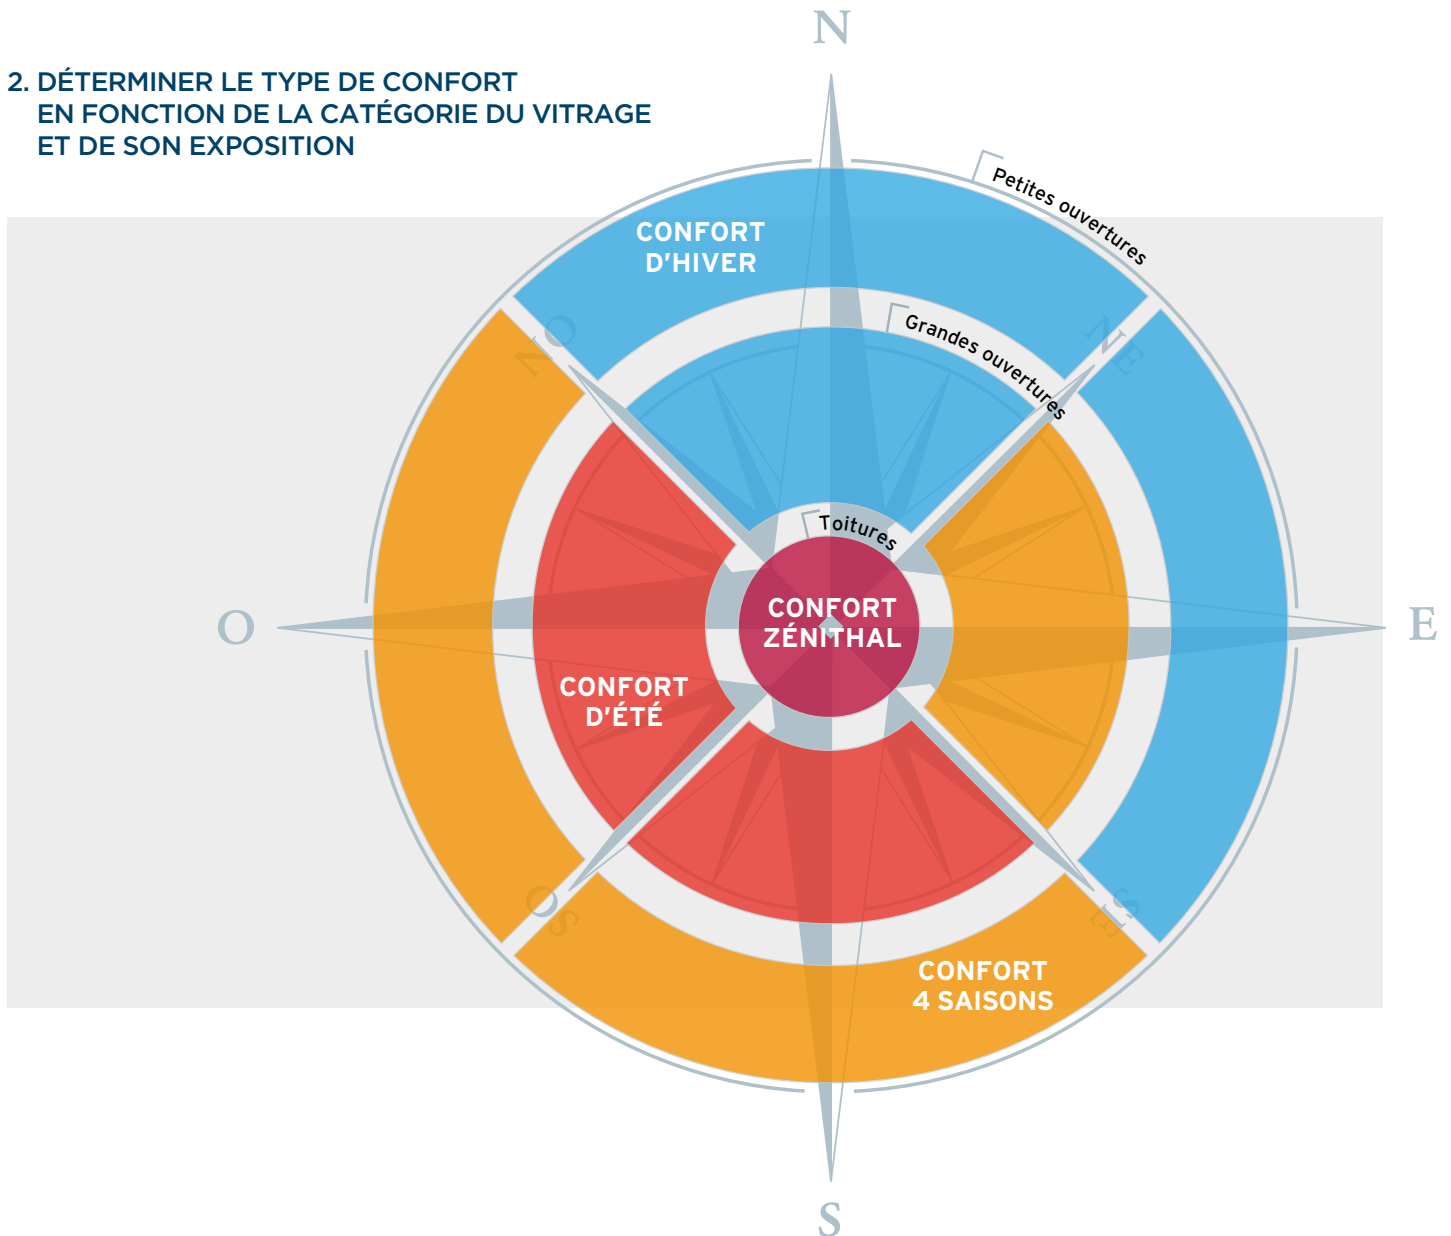 N
2. DÉTERMINER LE TYPE DE CONFORT
EN FONCTION DE LA CATÉGORIE DU VITRAGE
ET DE SON EXPOSITION
Petites ouvertures
CONFORT
D'HIVER
Grandes ouvertures
NO
NE
Toitures
CONFORT
ZÉNITHAL
O
E
CONFORT
D'ÉTÉ
SO
SE
CONFORT
4 SAISONS
S